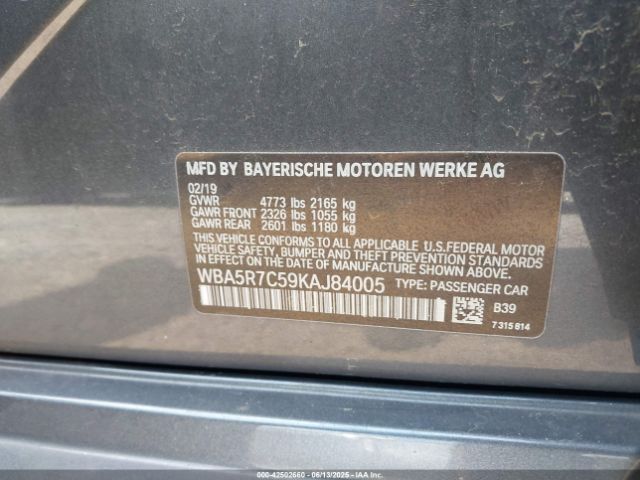 MFD BY BAYERISCHE MOTOREN WERKE AG
02/19
GVWR 4773 lbs 2165 kg
GAWR FRONT 2326 lbs 1055 kg
GAWR REAR 2601 lbs 1180 kg
THIS VEHICLE CONFORMS TO ALL APPLICABLE U.S.FEDERAL MOTOR
VEHICLE SAFETY, BUMPER AND THEFT PREVENTION STANDARDS
IN EFFECT ON THE DATE OF MANUFACTURE SHOWN ABOVE.
WBA5R7C59KAJ84005 TYPE: PASSENGER CAR
B39
7 315 814
000-42502660 - 06/13/2025 - IAAI.com